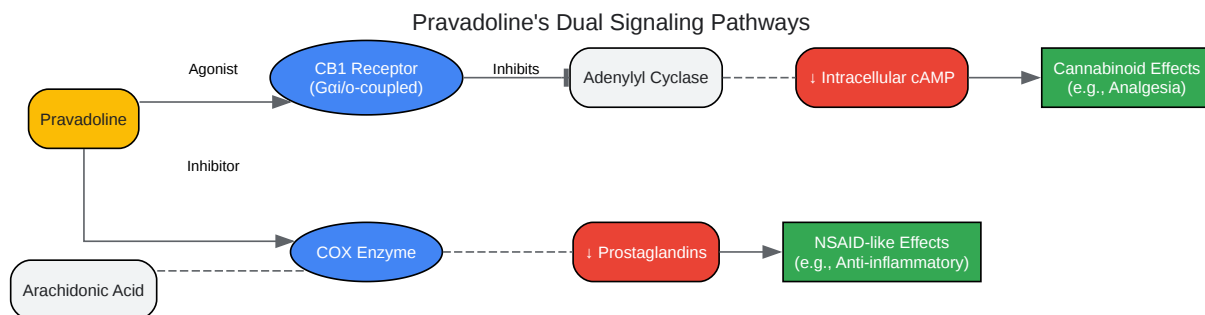 Pravadoline's Dual Signaling Pathways
Agonist
CB1 Receptor
(Gαi/o-coupled)
Inhibits
Adenylyl Cyclase
↓ Intracellular cAMP
Cannabinoid Effects
(e.g., Analgesia)
Pravadoline
Inhibitor
COX Enzyme
↓ Prostaglandins
NSAID-like Effects
(e.g., Anti-inflammatory)
Arachidonic Acid